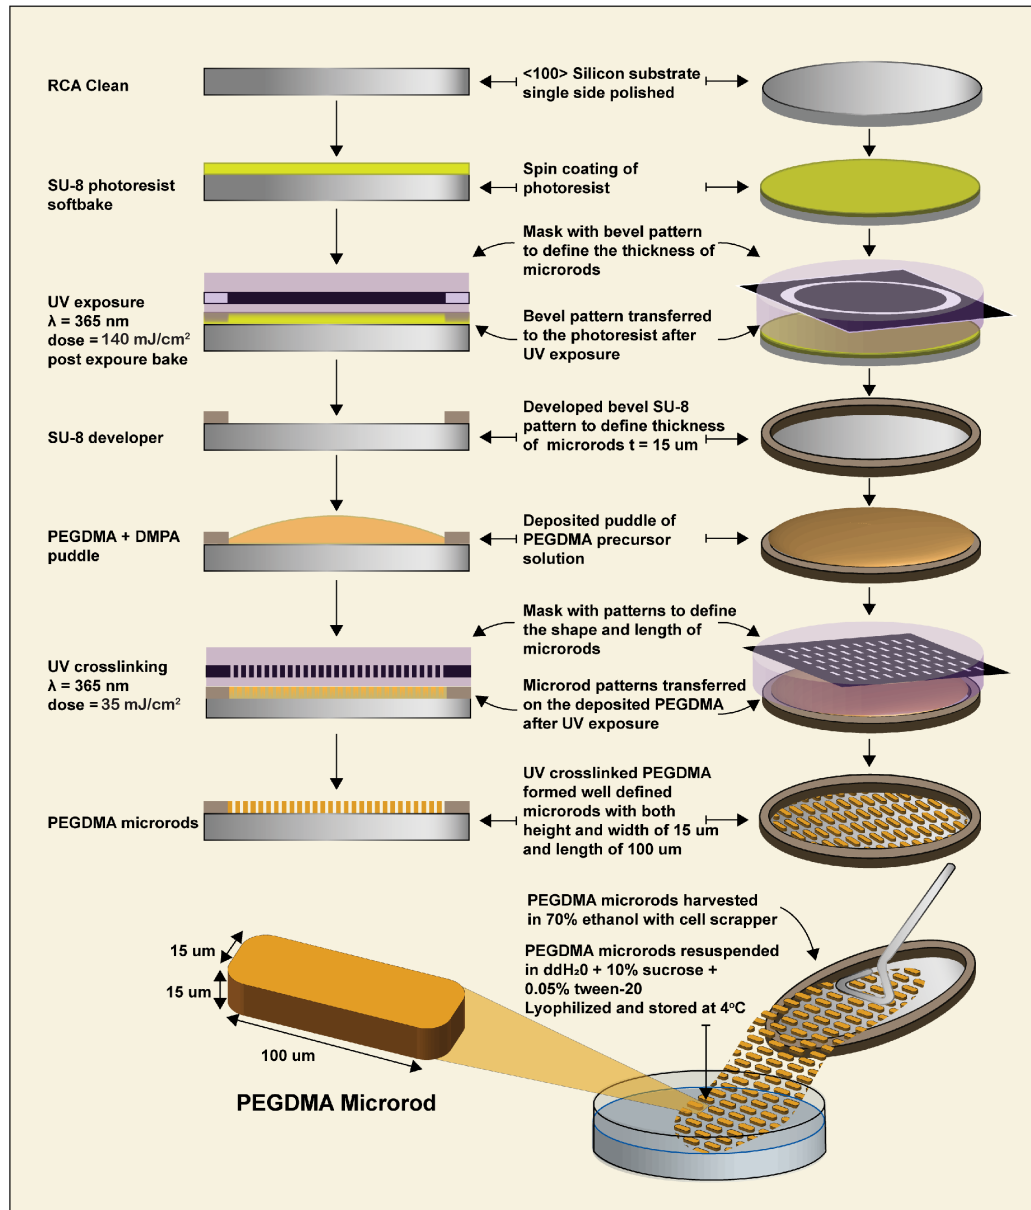 RCA Clean
<100> Silicon substrate
single side polished
SU-8 photoresist
softbake
Spin coating of
photoresist
Mask with bevel pattern
to define the thickness of
microrods
UV exposure
λ = 365 nm
dose = 140 mJ/cm²
post expoure bake
Bevel pattern transferred
to the photoresist after
UV exposure
SU-8 developer
Developed bevel SU-8
pattern to define thickness
of microrods t = 15 um
PEGDMA + DMPA
puddle
Deposited puddle of
PEGDMA precursor
solution
Mask with patterns to define
the shape and length of
microrods
UV crosslinking
λ = 365 nm
dose = 35 mJ/cm²
Microrod patterns transferred
on the deposited PEGDMA
after UV exposure
PEGDMA microrods
UV crosslinked PEGDMA
formed well defined
microrods with both
height and width of 15 um
and length of 100 um
PEGDMA microrods harvested
in 70% ethanol with cell scrapper
PEGDMA microrods resuspended
in ddH₂0 + 10% sucrose +
0.05% tween-20
Lyophilized and stored at 4°C
15 um
15 um
100 um
PEGDMA Microrod